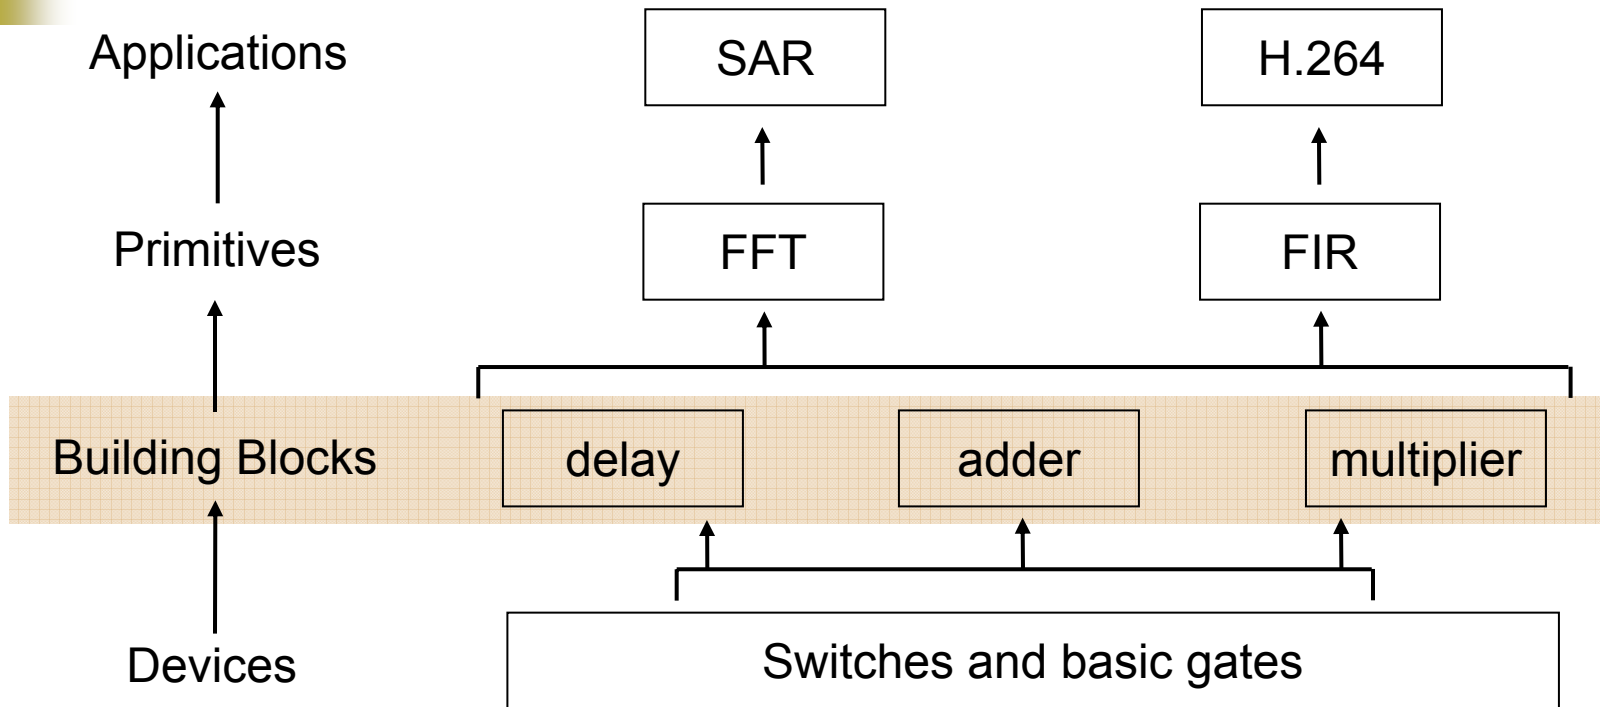 Applications
SAR
H.264
Primitives
FFT
FIR
Building Blocks
delay
adder
multiplier
Devices
Switches and basic gates